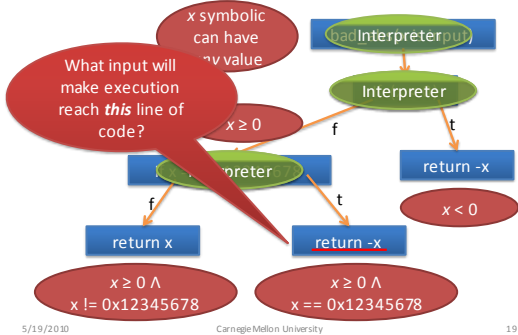 x symbolic
can have
value
Interpreter
What input will
make execution
reach this line of
code?
Interpreter
x ≥ 0
f
t
Interpreter
return -x
f
t
x < 0
return x
return -x
x ≥ 0 Λ
x != 0x12345678
x ≥ 0 Λ
x == 0x12345678
5/19/2010
Carnegie Mellon University
19